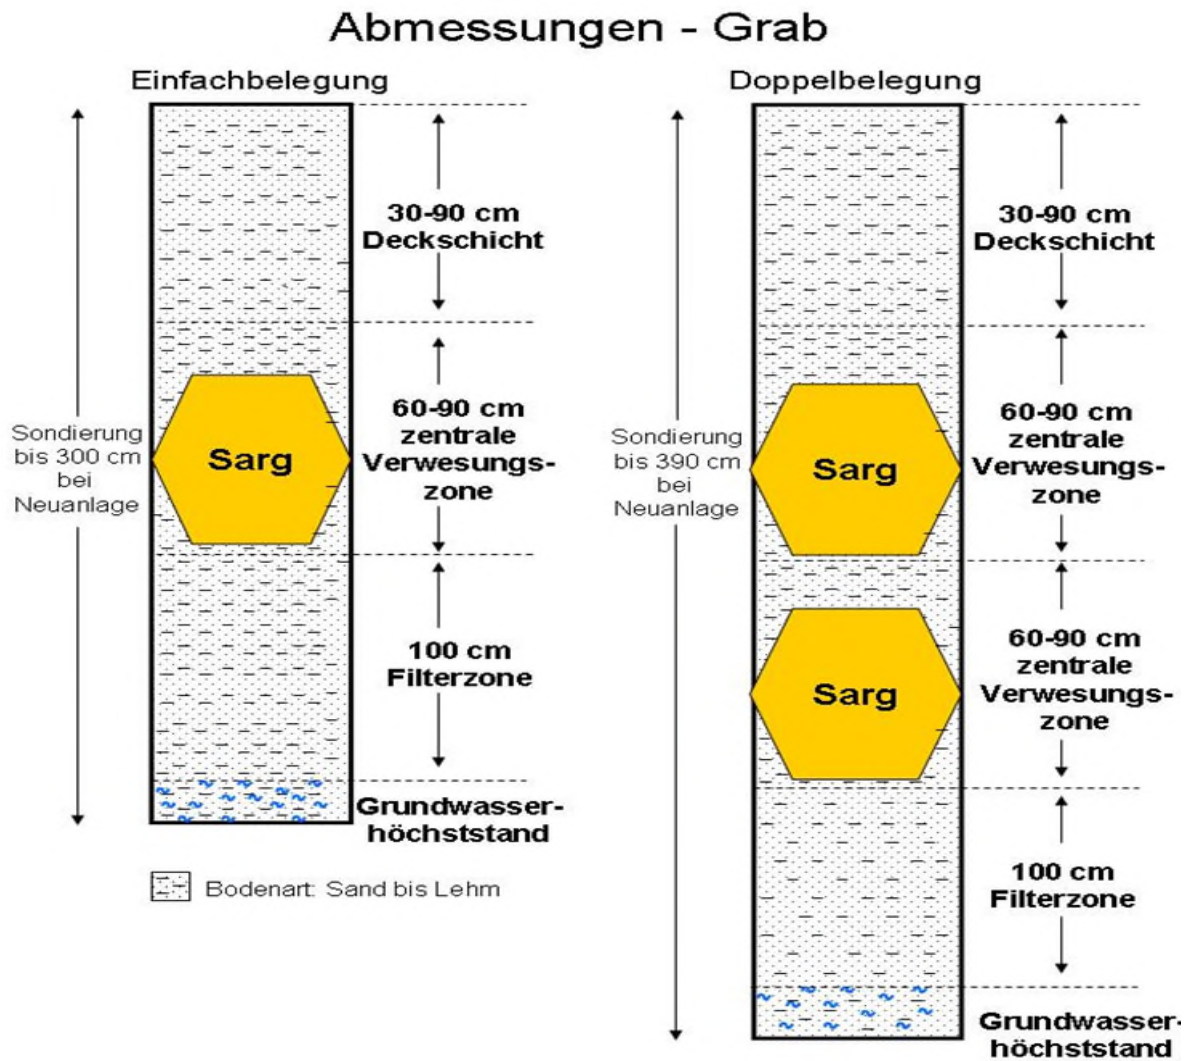 Abmessungen - Grab
Einfachbelegung
30-90 cm
Deckschicht
60-90 cm
zentrale
Verwesungs-
zone
Sarg
Sondierung
bis 300 cm
bei
Neuanlage
100 cm
Filterzone
Grundwasser-
höchststand
Bodenart: Sand bis Lehm
Doppelbelegung
30-90 cm
Deckschicht
60-90 cm
zentrale
Verwesungs-
zone
Sarg
Sondierung
bis 390 cm
bei
Neuanlage
60-90 cm
zentrale
Verwesungs-
zone
Sarg
100 cm
Filterzone
Grundwasser-
höchststand